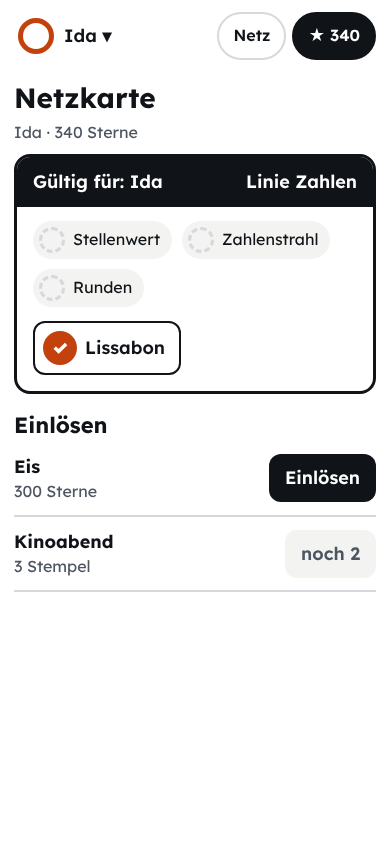 Ida ▾
Netz
★ 340
Netzkarte
Ida · 340 Sterne
Gültig für: Ida
Linie Zahlen
Stellenwert
Zahlenstrahl
Runden
Lissabon
Einlösen
Eis
300 Sterne
Einlösen
Kinoabend
3 Stempel
noch 2